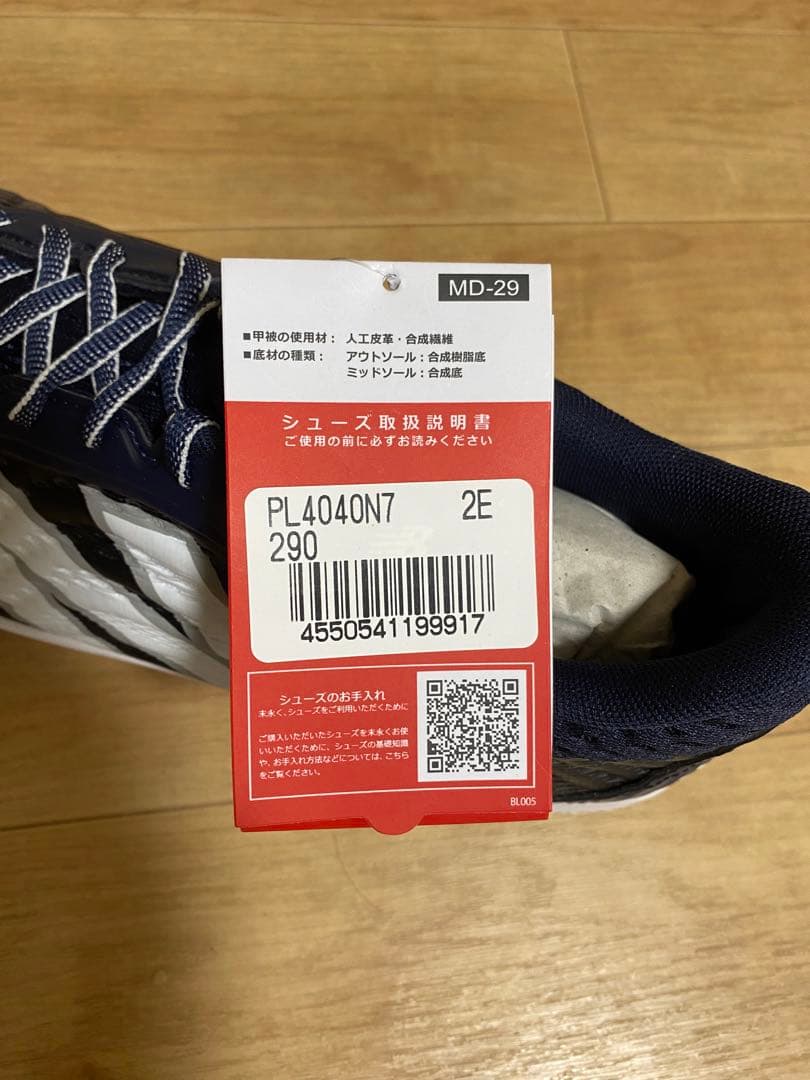 MD-29
■甲被の使用材： 人工皮革・合成繊維
■底材の種類： アウトソール：合成樹脂底
ミッドソール：合成底
シューズ取扱説明書
ご使用の前に必ずお読みください
PL4040N7 2E
290
4550541199917
シューズのお手入れ
末永く、シューズをご利用いただくために
ご購入いただいたシューズを末永くお使
いいただくために、シューズの基礎知識
や、お手入れ方法などについては、こちら
をご覧ください。
BL005